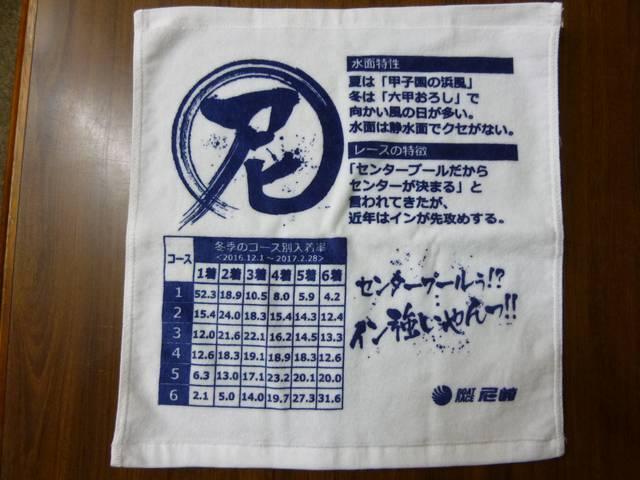 尼
水面特性
夏は「甲子園の浜風」
冬は「六甲おろし」で
向かい風の日が多い。
水面は静水面でクセがない。
レースの特徴
「センタープールだから
センターが決まる」と
言われてきたが、
近年はインが先攻めする。
冬季のコース別入着率
<2016.12.1～2017.2.28>
コース 1着 2着 3着 4着 5着 6着
1 52.3 18.9 10.5 8.0 5.9 4.2
2 15.4 24.0 18.3 15.4 14.3 12.4
3 12.0 21.6 22.1 16.2 14.5 13.3
4 12.6 18.3 19.1 18.9 18.3 12.6
5 6.3 13.0 17.1 23.2 20.1 20.0
6 2.1 5.0 14.0 19.7 27.3 31.6
センタープールぅ!?
…
イン強いやんっ!!
BOAT RACE 尼崎